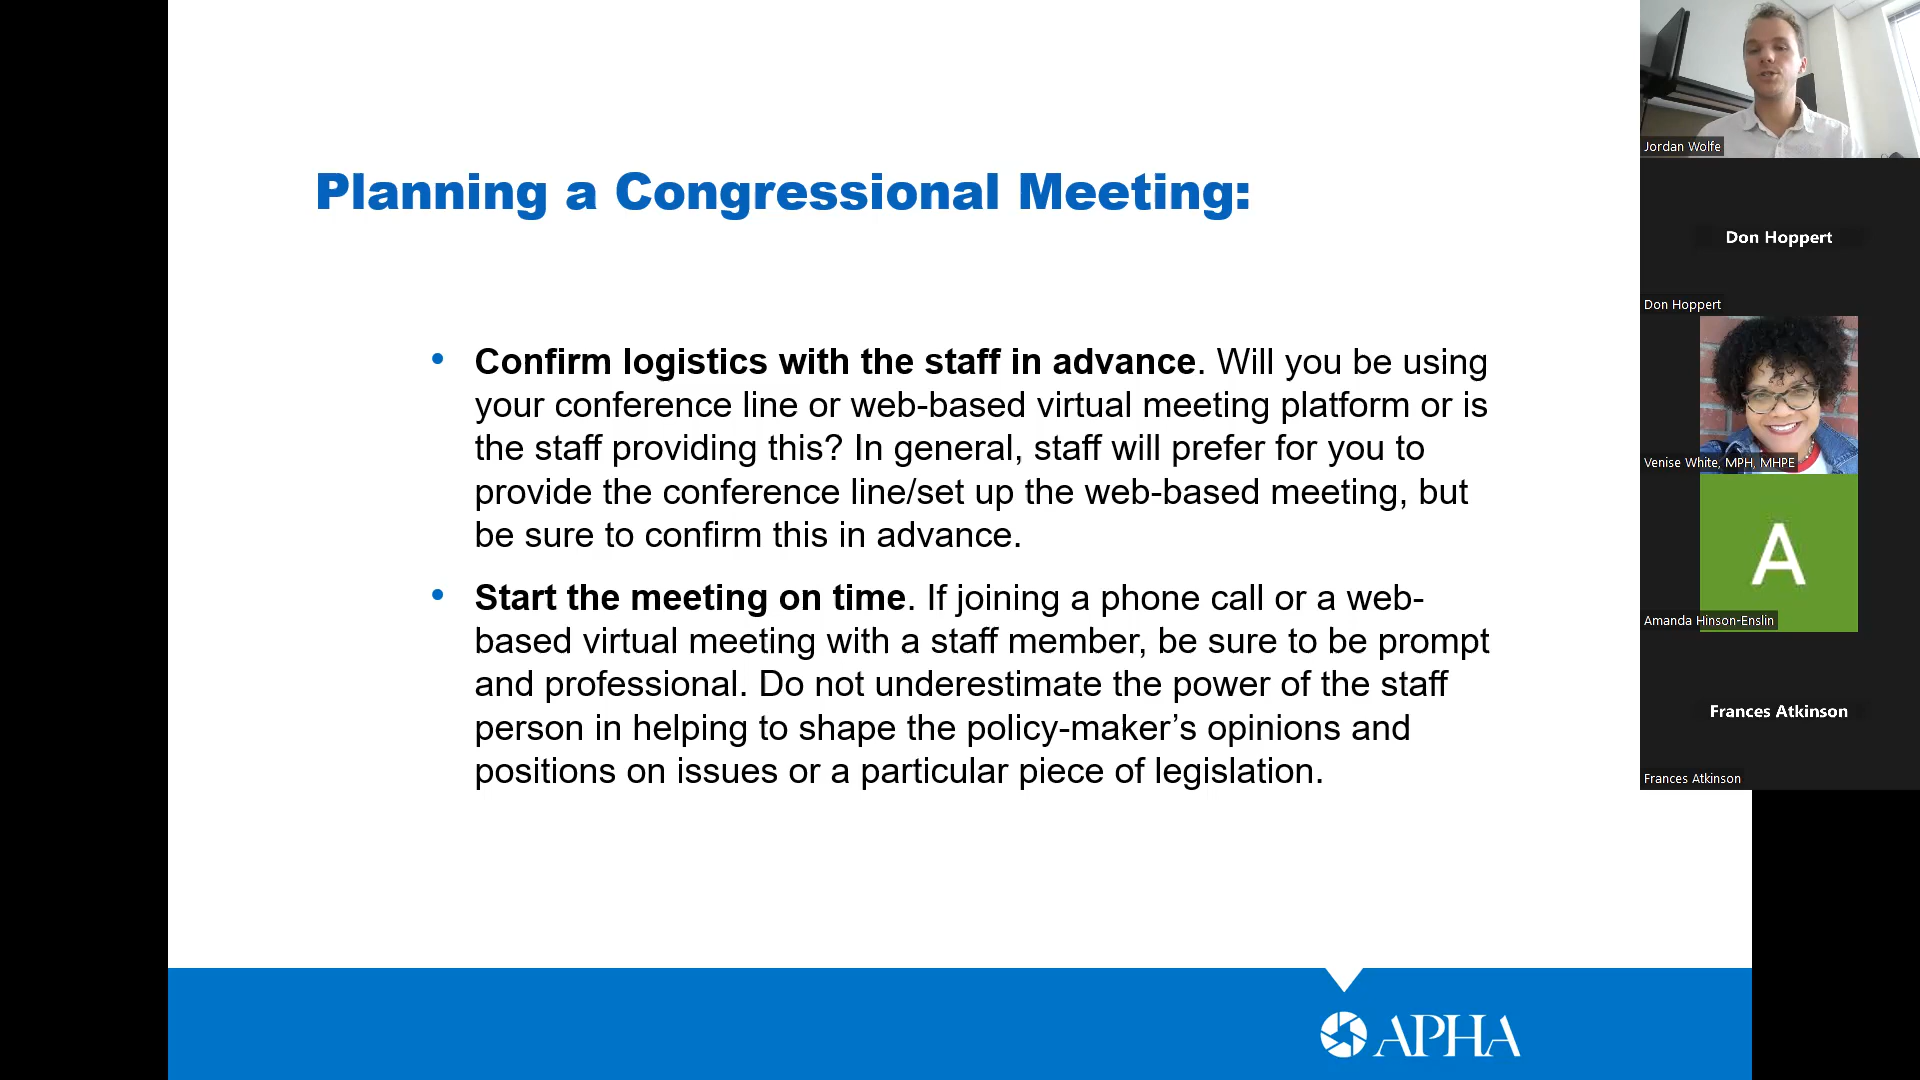 Planning a Congressional Meeting:
• Confirm logistics with the staff in advance. Will you be using
your conference line or web-based virtual meeting platform or is
the staff providing this? In general, staff will prefer for you to
provide the conference line/set up the web-based meeting, but
be sure to confirm this in advance.
• Start the meeting on time. If joining a phone call or a web-
based virtual meeting with a staff member, be sure to be prompt
and professional. Do not underestimate the power of the staff
person in helping to shape the policy-maker’s opinions and
positions on issues or a particular piece of legislation.
APHA
Jordan Wolfe
Don Hoppert
Don Hoppert
Venise White, MPH, MHPE
A
Amanda Hinson-Enslin
Frances Atkinson
Frances Atkinson